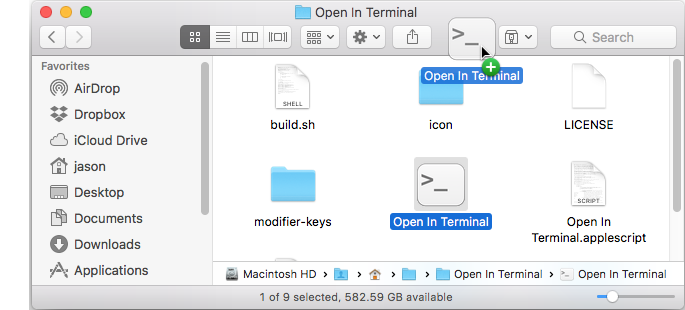 Open In Terminal
Search
>_
Open In Terminal
Favorites
AirDrop
Dropbox
iCloud Drive
jason
Desktop
Documents
Downloads
Applications
SHELL
build.sh
icon
LICENSE
modifier-keys
>_
Open In Terminal
SCRIPT
Open In
Terminal.applescript
Macintosh HD › › › › Open In Terminal › Open In Terminal
1 of 9 selected, 582.59 GB available